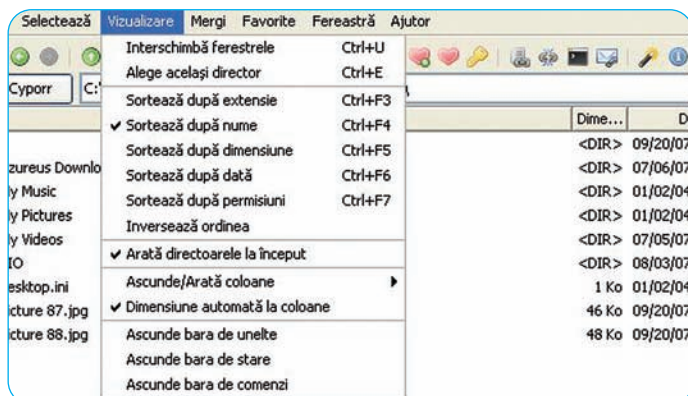 Selectează Vizualizare Mergi Favorite Fereastră Ajutor
Cyporr C:\
Interschimbă ferestrele Ctrl+U
Alege același director Ctrl+E
Sortează după extensie Ctrl+F3
Sortează după nume Ctrl+F4
Sortează după dimensiune Ctrl+F5
Sortează după dată Ctrl+F6
Sortează după permisiuni Ctrl+F7
Inversează ordinea
Arată directoarele la început
Ascunde/Arată coloane
Dimensiune automată la coloane
Ascunde bara de unelte
Ascunde bara de stare
Ascunde bara de comenzi
Dime... D
<DIR> 09/20/07
zureus Downlo <DIR> 07/06/07
y Music <DIR> 01/02/04
y Pictures <DIR> 01/02/04
y Videos <DIR> 07/05/07
IO <DIR> 08/03/07
esktop.ini 1 Ko 01/02/04
icture 87.jpg 46 Ko 09/20/07
icture 88.jpg 48 Ko 09/20/07